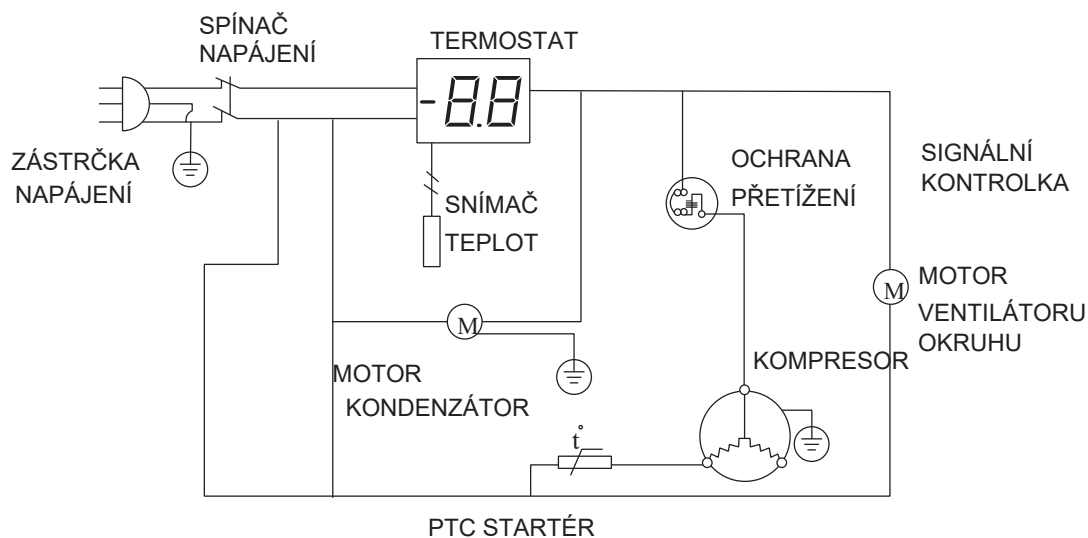 SPÍNAČ
NAPÁJENÍ
TERMOSTAT
-8.8
ZÁSTRČKA
NAPÁJENÍ
SNÍMAČ
TEPLOT
OCHRANA
PŘETÍŽENÍ
SIGNÁLNÍ
KONTROLKA
M
MOTOR
VENTILÁTORU
OKRUHU
M
MOTOR
KONDENZÁTOR
KOMPRESOR
t°
PTC STARTÉR